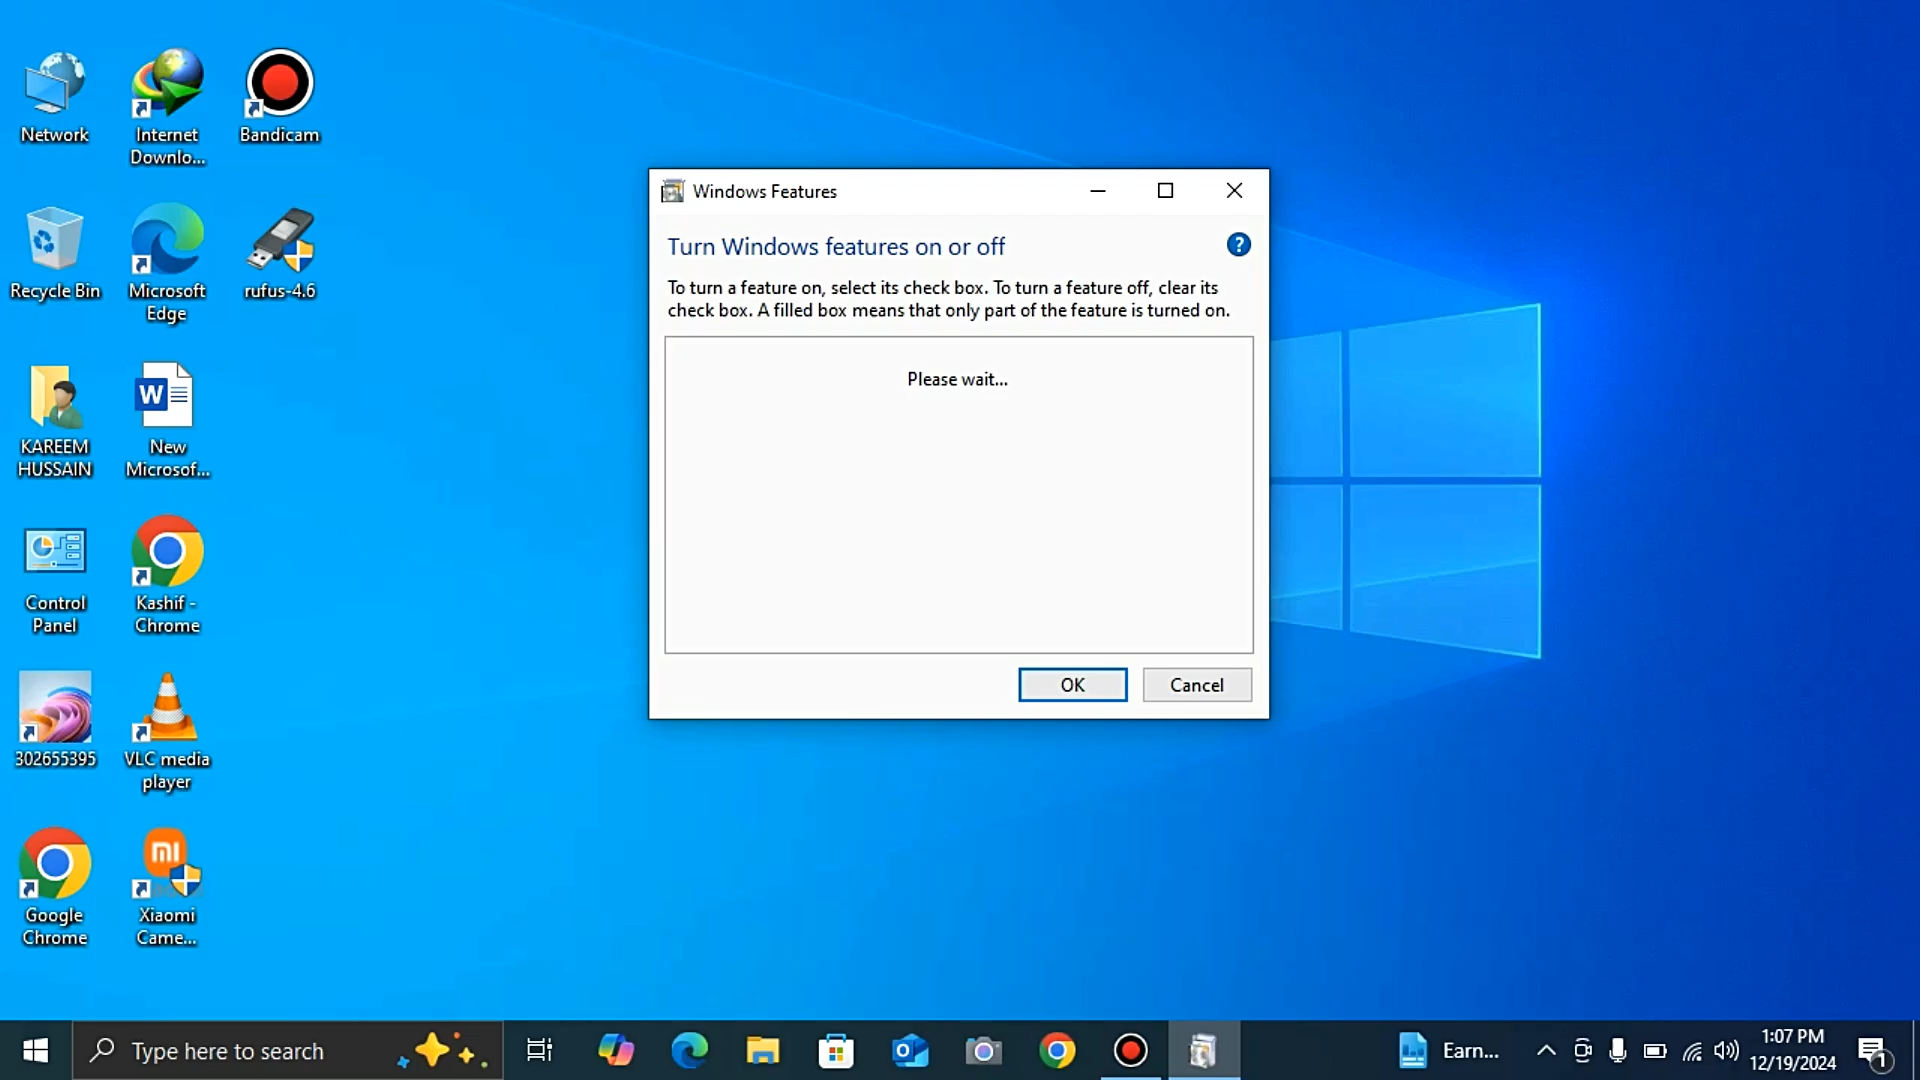 Network
Internet
Downlo...
Bandicam
Recycle Bin
Microsoft
Edge
rufus-4.6
KAREEM
HUSSAIN
New
Microsof...
Control
Panel
Kashif -
Chrome
302655395
VLC media
player
Google
Chrome
Xiaomi
Came...
Windows Features
Turn Windows features on or off
To turn a feature on, select its check box. To turn a feature off, clear its
check box. A filled box means that only part of the feature is turned on.
Please wait...
OK
Cancel
Type here to search
Earn...
1:07 PM
12/19/2024
1